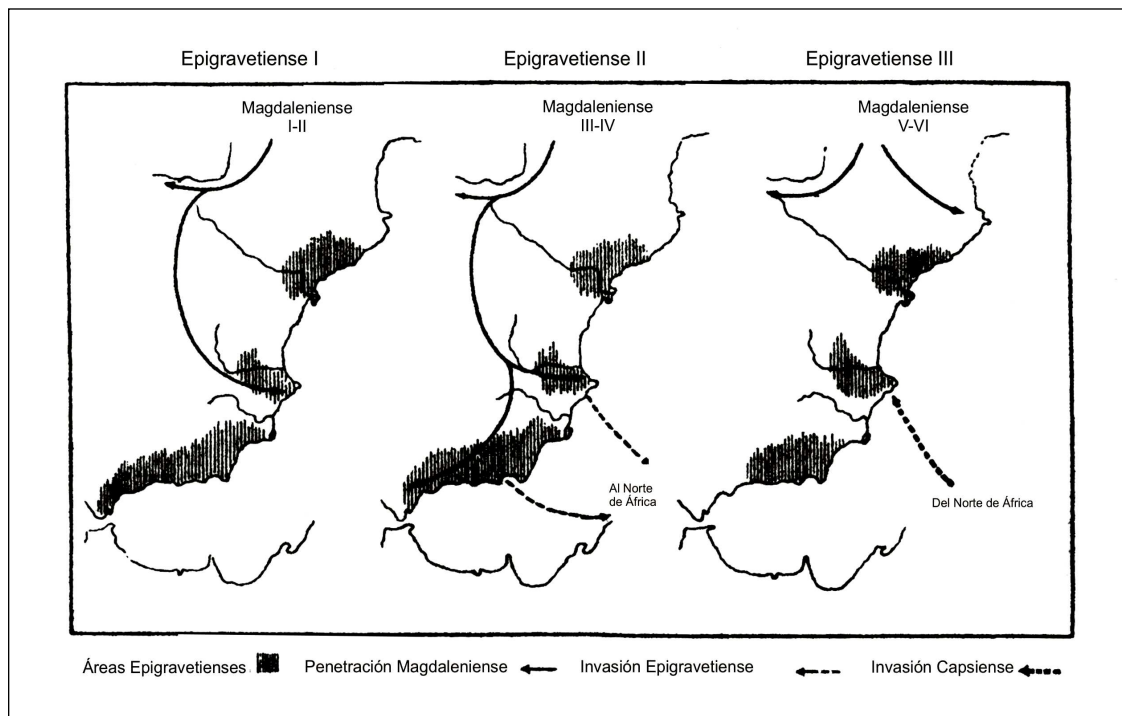 Epigravetiense I
Epigravetiense II
Epigravetiense III
Magdaleniense
I-II
Magdaleniense
III-IV
Magdaleniense
V-VI
Al Norte
de África
Del Norte de África
Áreas Epigravetienses
Penetración Magdaleniense
Invasión Epigravetiense
Invasión Capsiense